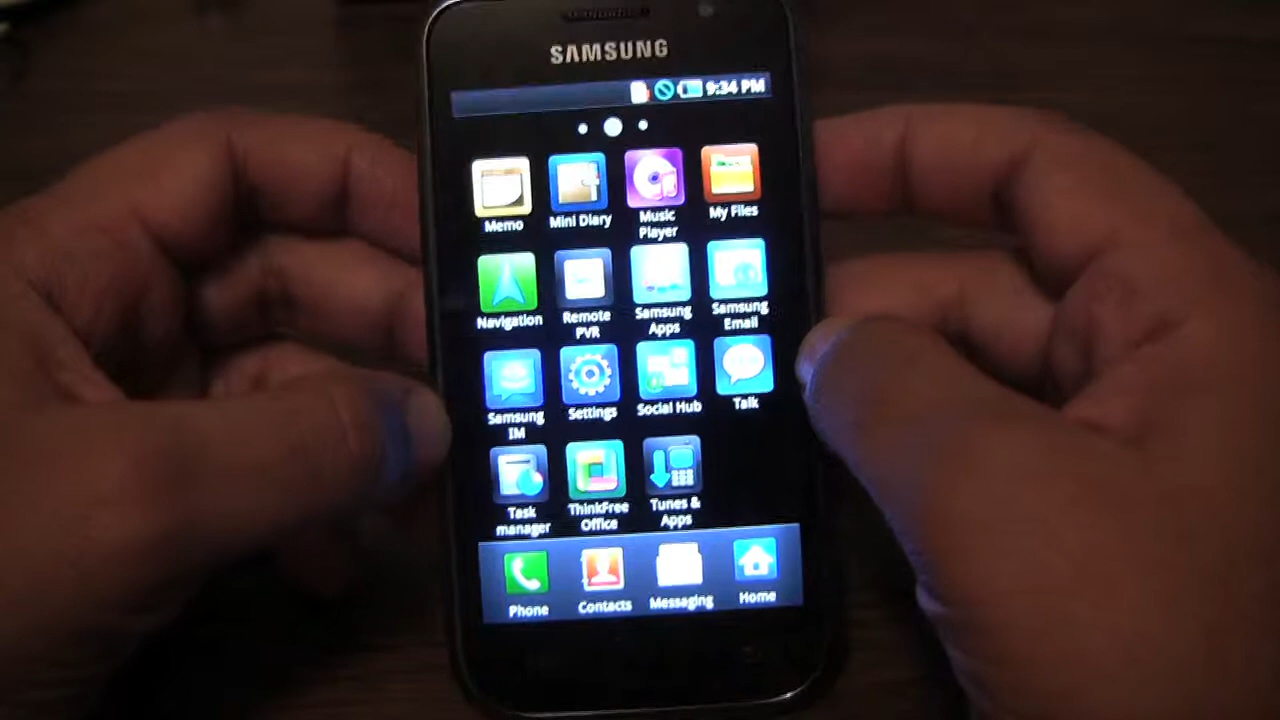 SAMSUNG
9:34 PM
Memo
Mini Diary
Music
Player
My Files
Navigation
Remote
PVR
Samsung
Apps
Samsung
Email
Samsung
IM
Settings
Social Hub
Talk
Task
manager
ThinkFree
Office
Tunes &
Apps
Phone
Contacts
Messaging
Home